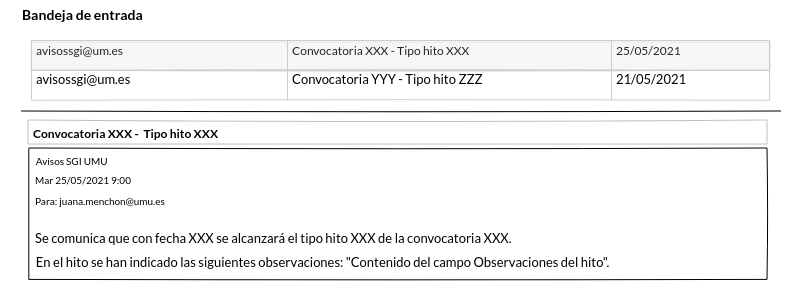 Bandeja de entrada
avisossgi@um.es Convocatoria XXX - Tipo hito XXX 25/05/2021
avisossgi@um.es Convocatoria YYY - Tipo hito ZZZ 21/05/2021
Convocatoria XXX - Tipo hito XXX
Avisos SGI UMU
Mar 25/05/2021 9:00
Para: juana.menchon@umu.es
Se comunica que con fecha XXX se alcanzará el tipo hito XXX de la convocatoria XXX.
En el hito se han indicado las siguientes observaciones: "Contenido del campo Observaciones del hito".